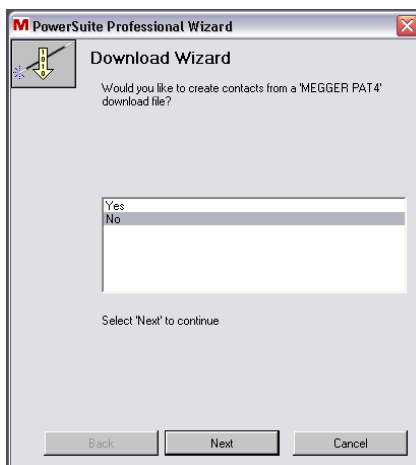 M PowerSuite Professional Wizard
Download Wizard
Would you like to create contacts from a 'MEGGER PAT4'
download file?
Yes
No
Select 'Next' to continue
Back
Next
Cancel